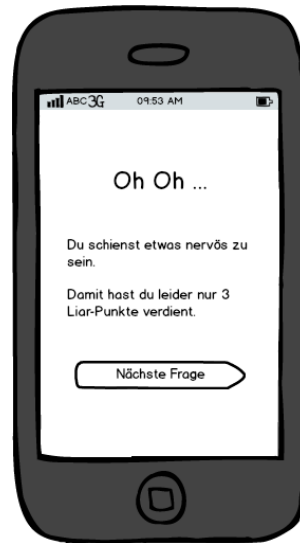 ABC 3G 09:53 AM
Oh Oh ...
Du schienst etwas nervös zu
sein.
Damit hast du leider nur 3
Liar-Punkte verdient.
Nächste Frage